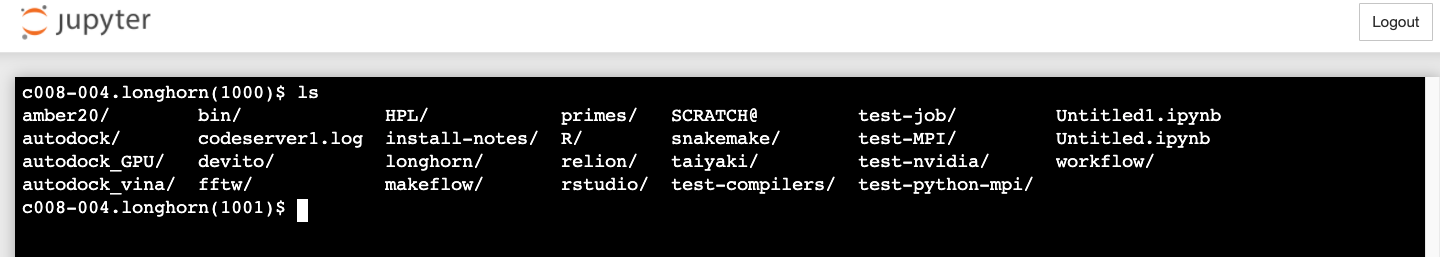 jupyter
Logout
c008-004.longhorn(1000)$ ls
amber20/ bin/ HPL/ primes/ SCRATCH@ test-job/ Untitled1.ipynb
autodock/ codeserver1.log install-notes/ R/ snakemake/ test-MPI/ Untitled.ipynb
autodock_GPU/ devito/ longhorn/ relion/ taiyaki/ test-nvidia/ workflow/
autodock_vina/ fftw/ makeflow/ rstudio/ test-compilers/ test-python-mpi/
c008-004.longhorn(1001)$